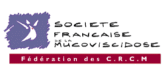 SOCIETE
FRANCAISE
DE LA
MUCOVISCIDOSE
Fédération des C.R.C.M